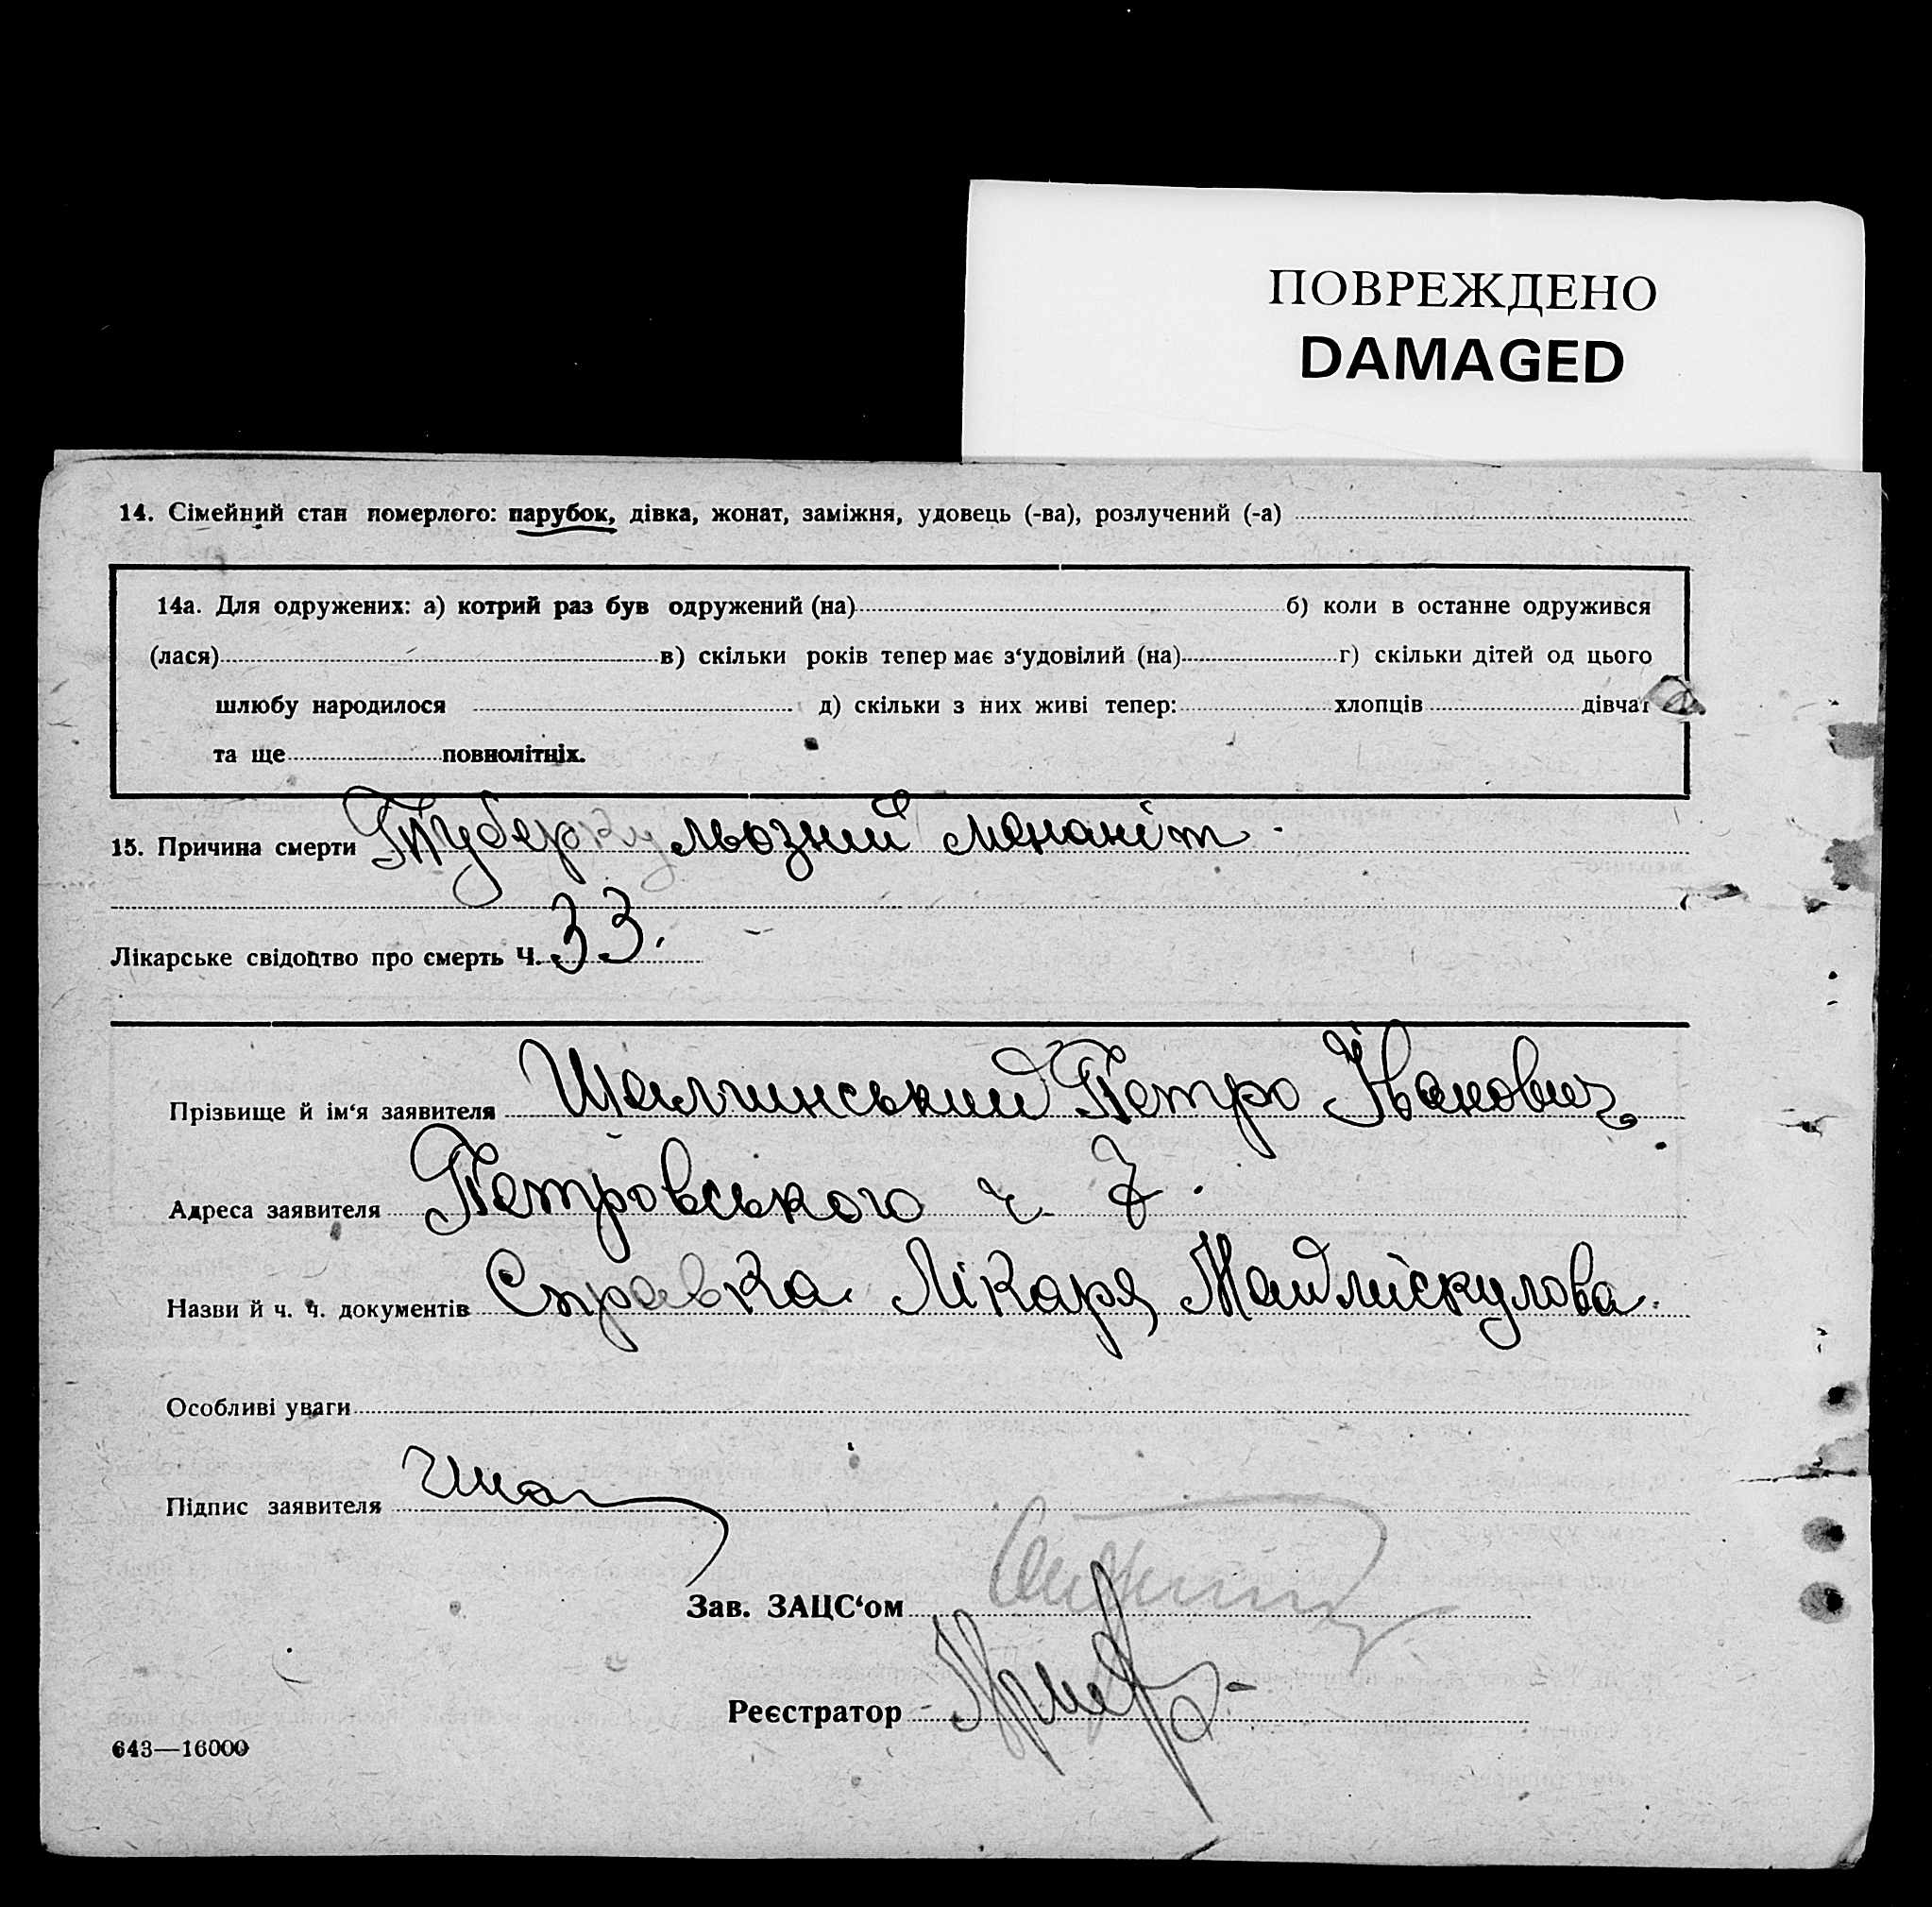 ПОВРЕЖДЕНО
DAMAGED
14. Сімейний стан померлого: парубок, дівка, жонат, заміжня, удовець (-ва), розлучений (-а)
14а. Для одружених: а) котрий раз був одружений (на) б) коли в останнє одружився
(лася) в) скільки років тепер має з‘удовілий (на) г) скільки дітей од цього
шлюбу народилося д) скільки з них живі тепер: хлопців дівчат
та ще повнолітніх.
15. Причина смерти Туберкульозний мененгіт
Лікарське свідоцтво про смерть Ч. 33.
Прізвище й ім‘я заявителя Петро Іванович
Адреса заявителя Петровського ч 7.
Назви й ч. ч. документів Справка Лікаря
Особливі уваги
Підпис заявителя
Зав. ЗАЦС‘ом
Реєстратор
643—16000